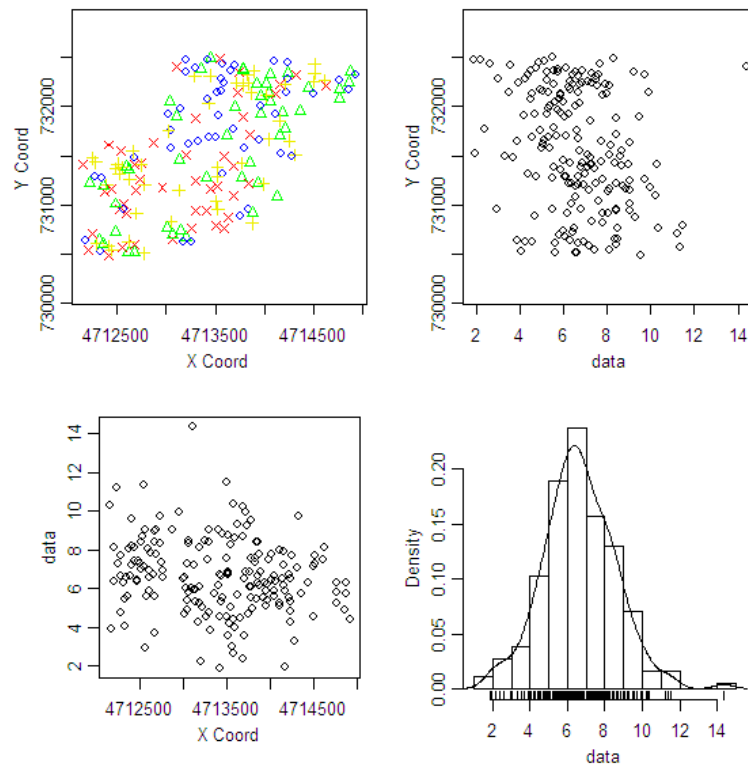 732000
731000
730000
Y Coord
4712500 4713500 4714500
X Coord
732000
731000
730000
Y Coord
2 4 6 8 10 12 14
data
14
12
10
8
6
4
2
data
4712500 4713500 4714500
X Coord
0.20
0.15
0.10
0.05
0.00
Density
2 4 6 8 10 12 14
data